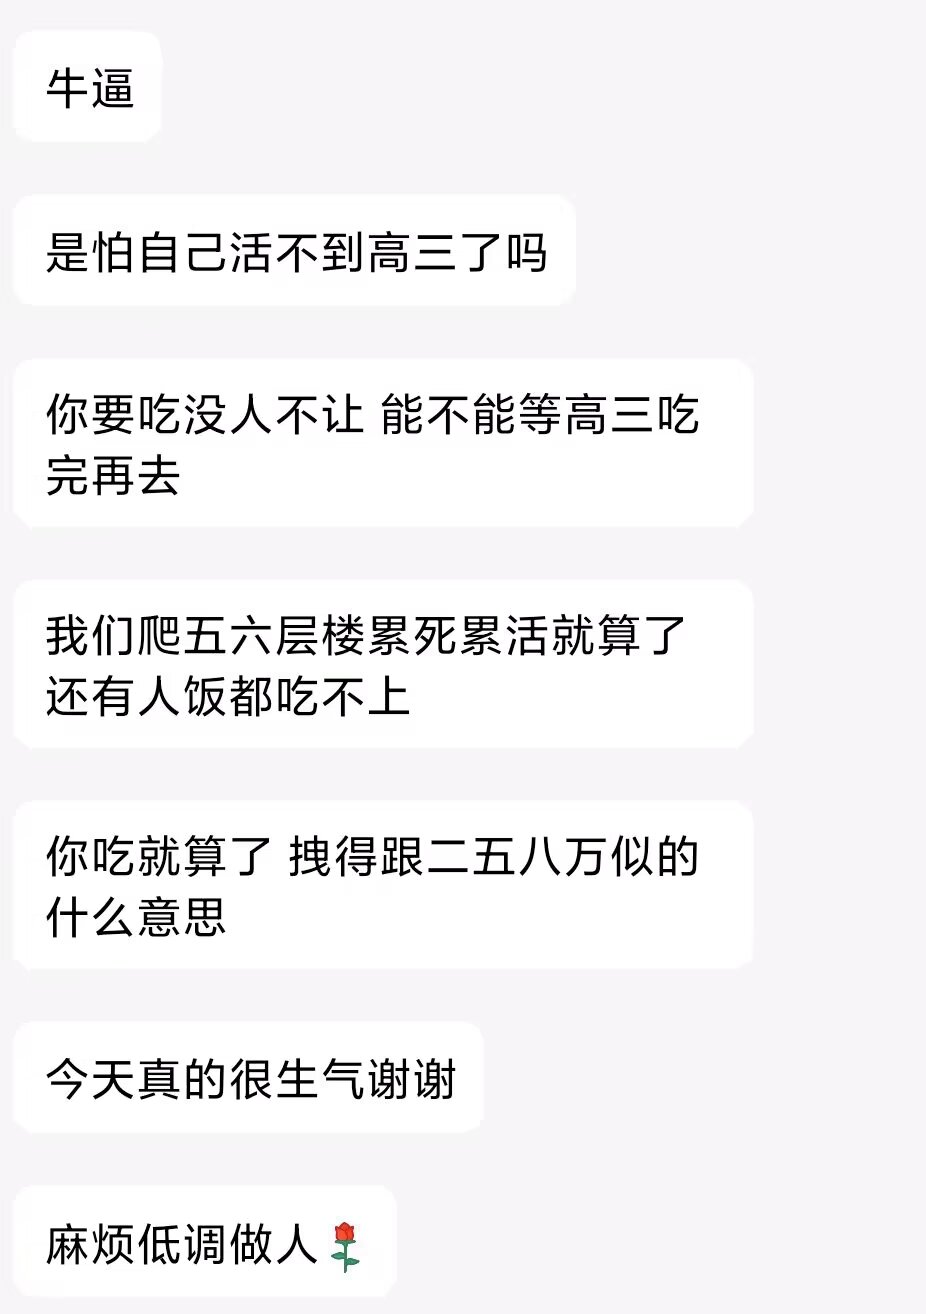 牛逼
是怕自己活不到高三了吗
你要吃没人不让 能不能等高三吃
完再去
我们爬五六层楼累死累活就算了
还有人饭都吃不上
你吃就算了 拽得跟二五八万似的
什么意思
今天真的很生气谢谢
麻烦低调做人🌹